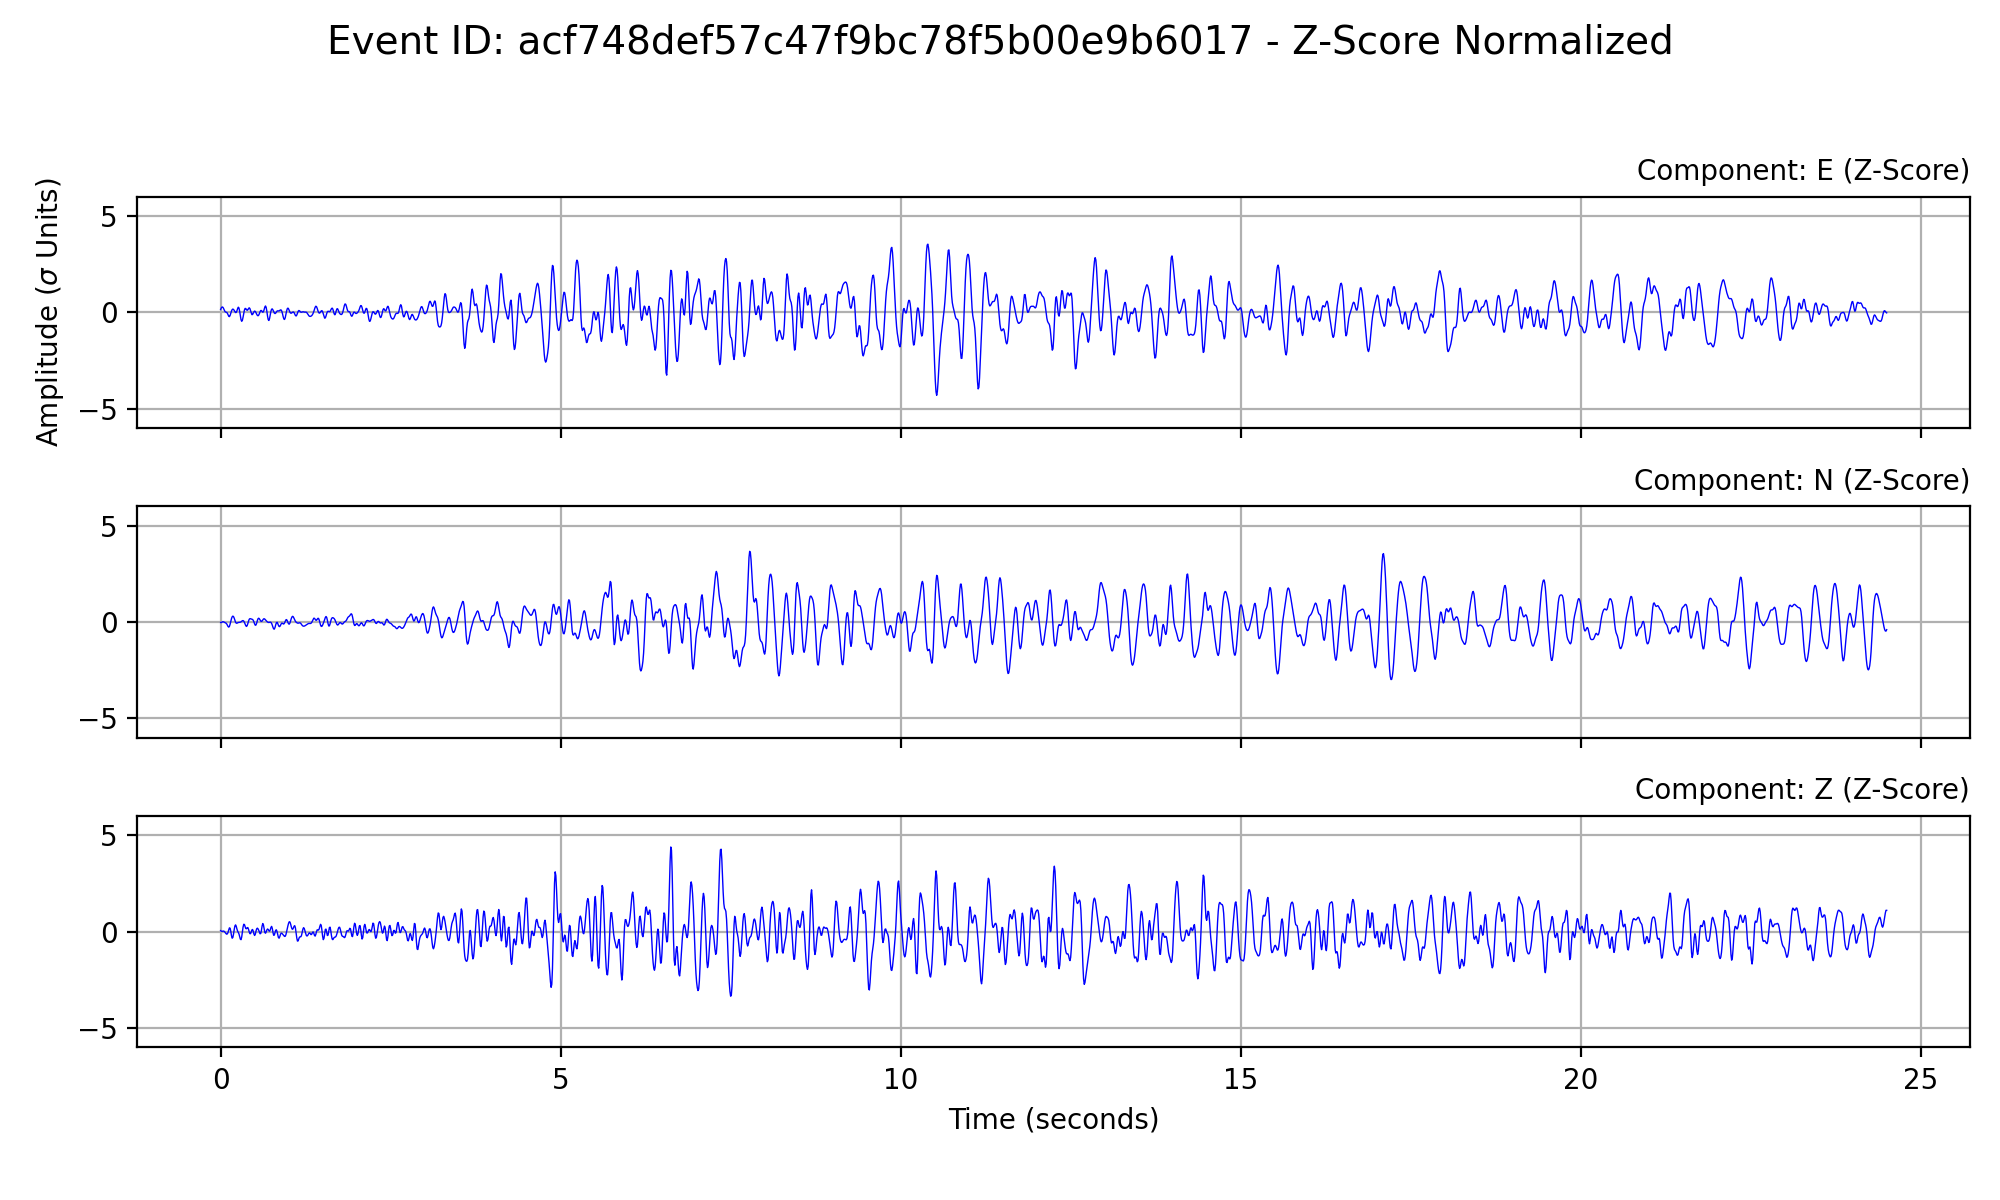 Event ID: acf748def57c47f9bc78f5b00e9b6017 - Z-Score Normalized
Component: E (Z-Score)
Amplitude (σ Units)
5
0
−5
Component: N (Z-Score)
5
0
−5
Component: Z (Z-Score)
5
0
−5
0 5 10 15 20 25
Time (seconds)